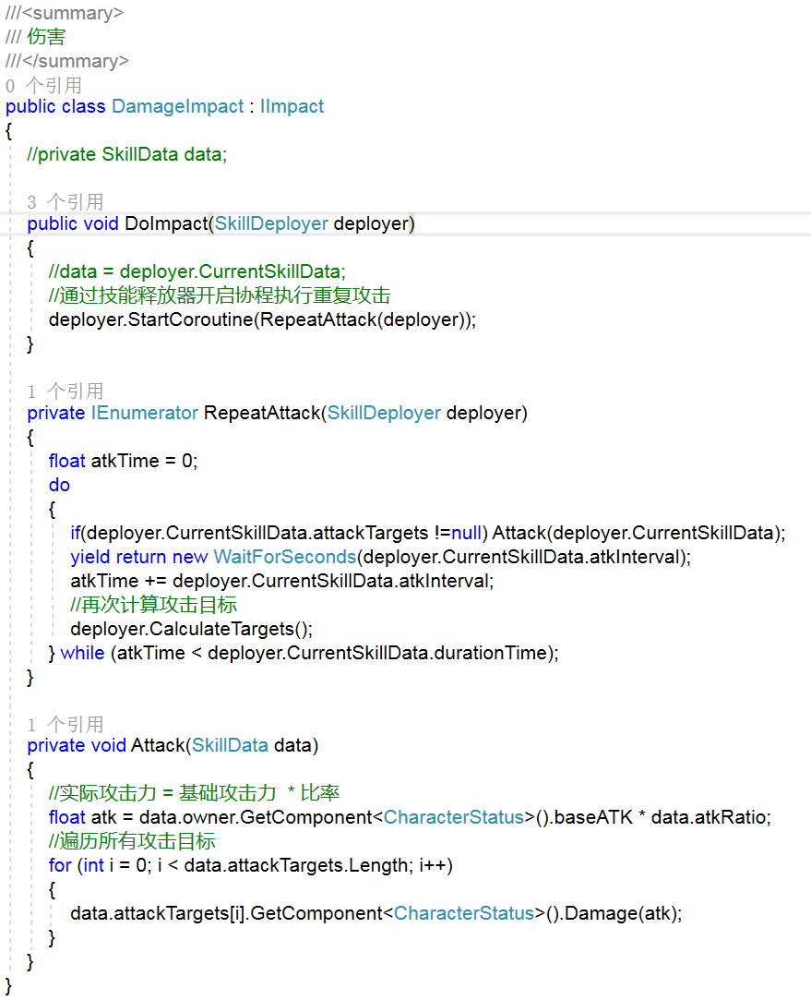 ///<summary>
/// 伤害
///</summary>
0 个引用
public class DamageImpact : IImpact
{
//private SkillData data;
3 个引用
public void DoImpact(SkillDeployer deployer)
{
//data = deployer.CurrentSkillData;
//通过技能释放器开启协程执行重复攻击
deployer.StartCoroutine(RepeatAttack(deployer));
}
1 个引用
private IEnumerator RepeatAttack(SkillDeployer deployer)
{
float atkTime = 0;
do
{
if(deployer.CurrentSkillData.attackTargets !=null) Attack(deployer.CurrentSkillData);
yield return new WaitForSeconds(deployer.CurrentSkillData.atkInterval);
atkTime += deployer.CurrentSkillData.atkInterval;
//再次计算攻击目标
deployer.CalculateTargets();
} while (atkTime < deployer.CurrentSkillData.durationTime);
}
1 个引用
private void Attack(SkillData data)
{
//实际攻击力 = 基础攻击力  * 比率
float atk = data.owner.GetComponent<CharacterStatus>().baseATK * data.atkRatio;
//遍历所有攻击目标
for (int i = 0; i < data.attackTargets.Length; i++)
{
data.attackTargets[i].GetComponent<CharacterStatus>().Damage(atk);
}
}
}